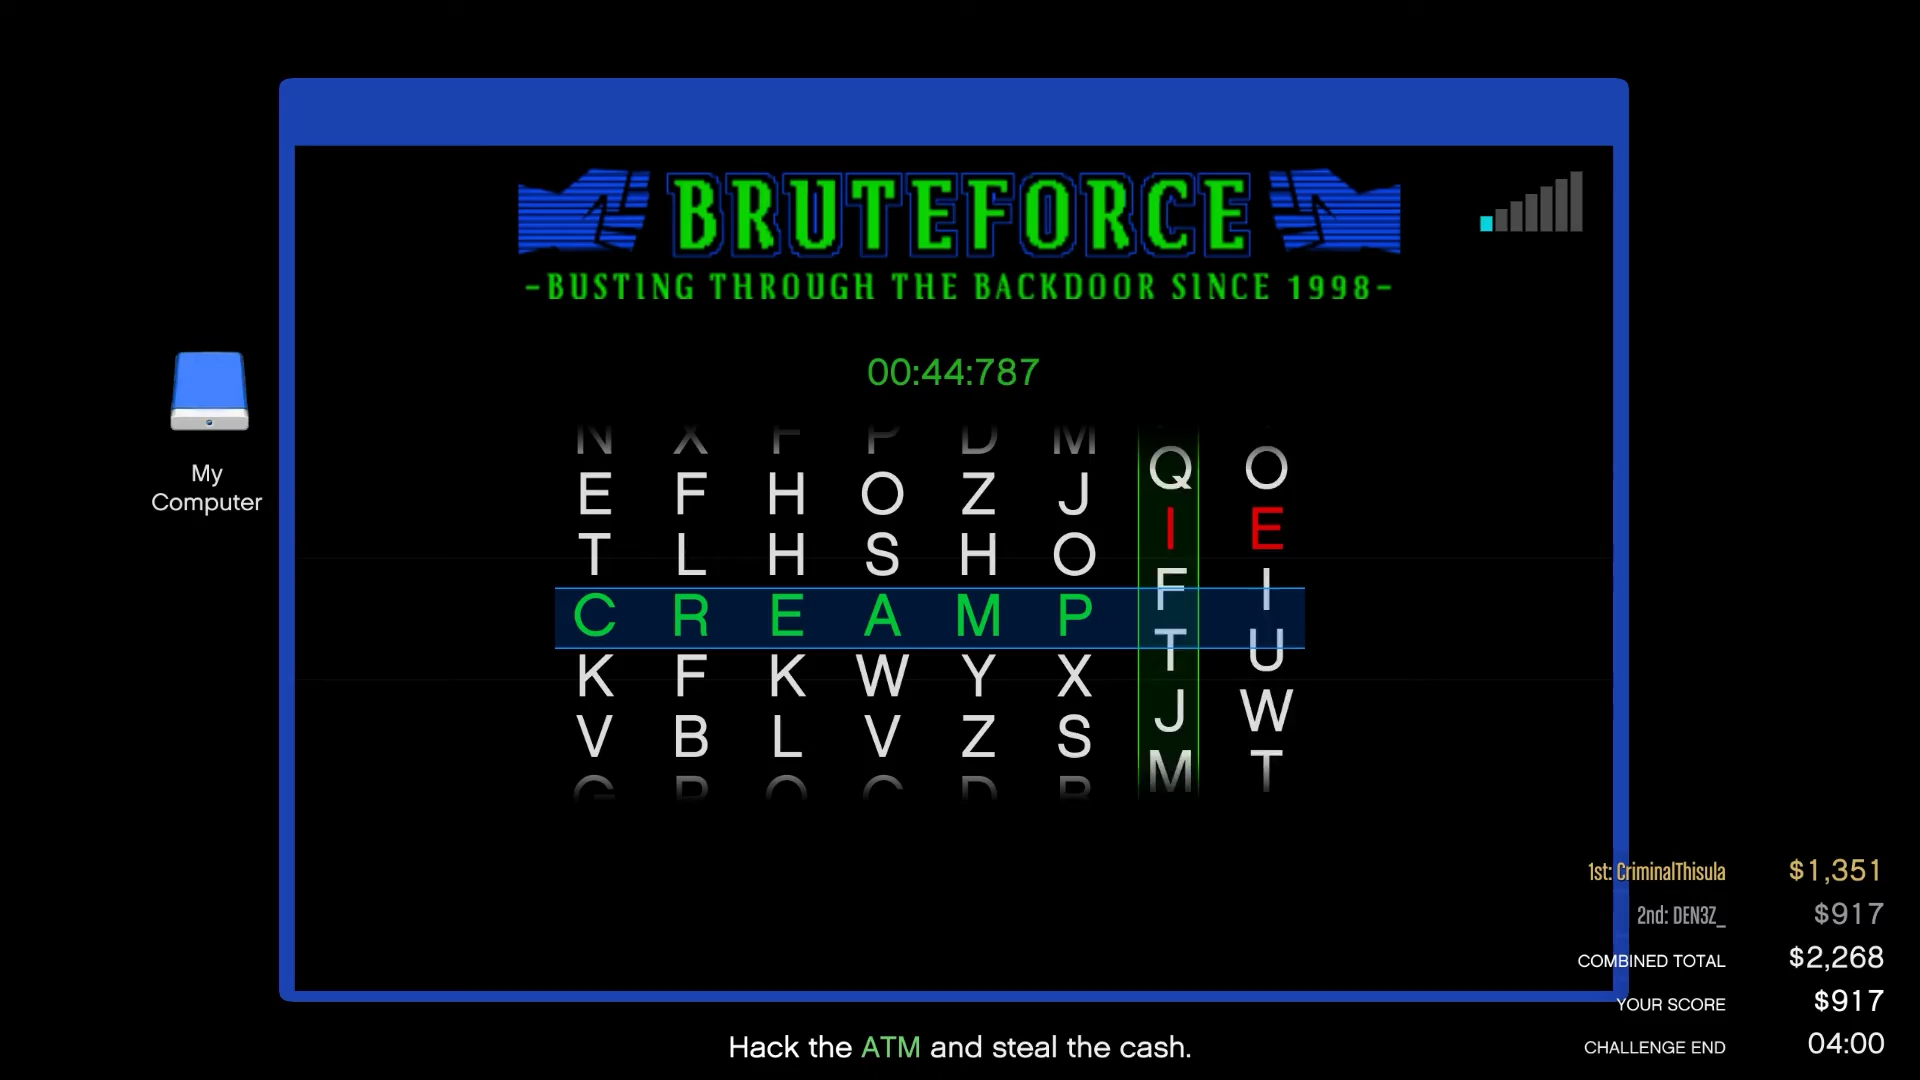 BRUTEFORCE
-BUSTING THROUGH THE BACKDOOR SINCE 1998-
00:44:787
My
Computer
N X F P D M
E F H O Z J Q O
T L H S H O I E
C R E A M P F I
K F K W Y X T U
V B L V Z S J W
M T
1st: CriminalThisula $1,351
2nd: DEN3Z_ $917
COMBINED TOTAL $2,268
YOUR SCORE $917
CHALLENGE END 04:00
Hack the ATM and steal the cash.